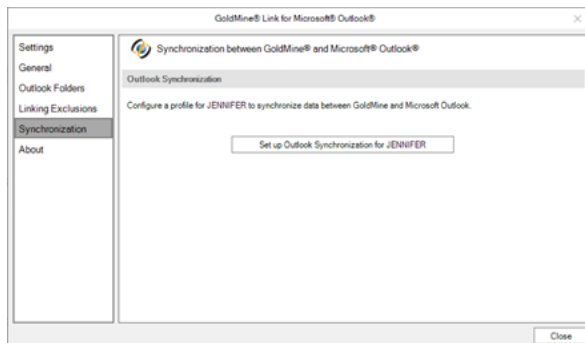 GoldMine® Link for Microsoft® Outlook®
Settings
General
Outlook Folders
Linking Exclusions
Synchronization
About
Synchronization between GoldMine® and Microsoft® Outlook®
Outlook Synchronization
Configure a profile for JENNIFER to synchronize data between GoldMine and Microsoft Outlook.
Set up Outlook Synchronization for JENNIFER
Close